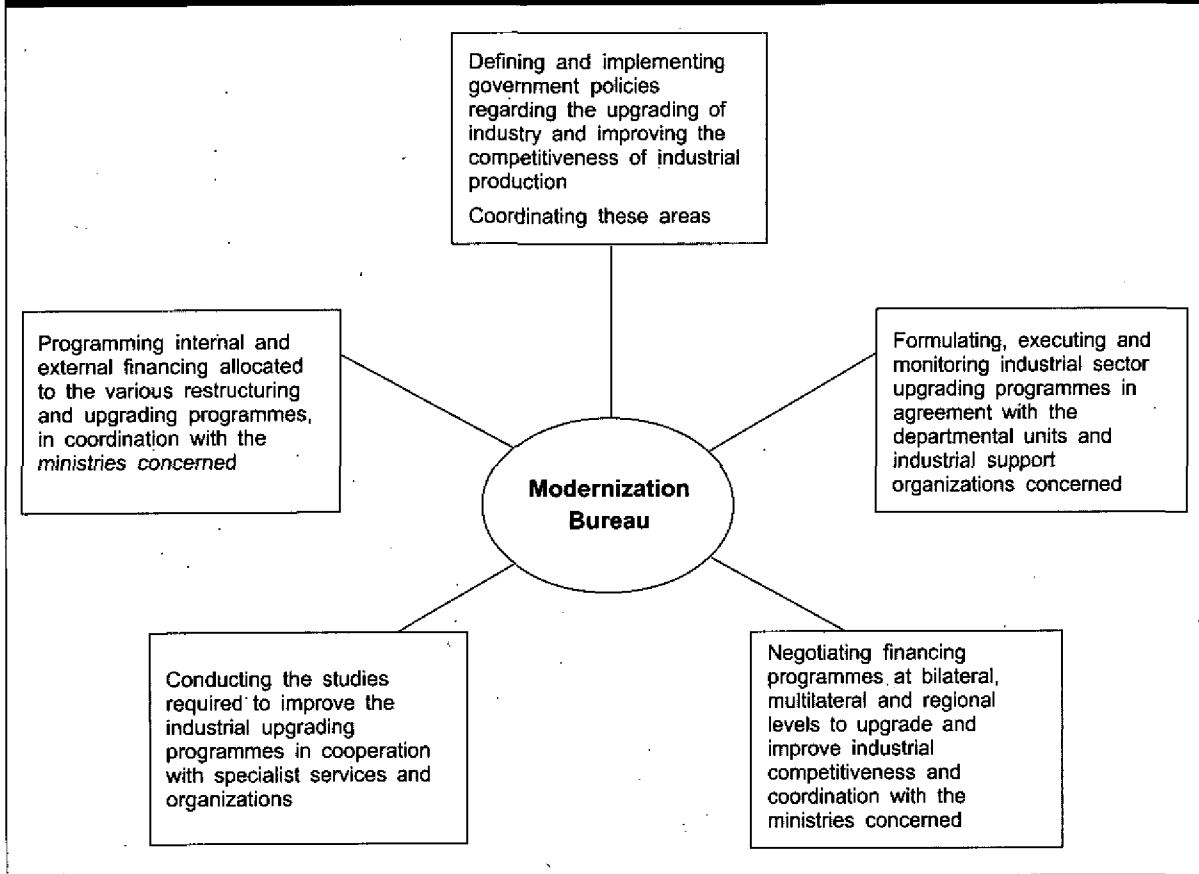 Defining and implementing
government policies
regarding the upgrading of
industry and improving the
competitiveness of industrial
production
Coordinating these areas
Programming internal and
external financing allocated
to the various restructuring
and upgrading programmes,
in coordination with the
ministries concerned
Formulating, executing and
monitoring industrial sector
upgrading programmes in
agreement with the
departmental units and
industrial support
organizations concerned
Modernization
Bureau
Conducting the studies
required to improve the
industrial upgrading
programmes in cooperation
with specialist services and
organizations
Negotiating financing
programmes at bilateral,
multilateral and regional
levels to upgrade and
improve industrial
competitiveness and
coordination with the
ministries concerned